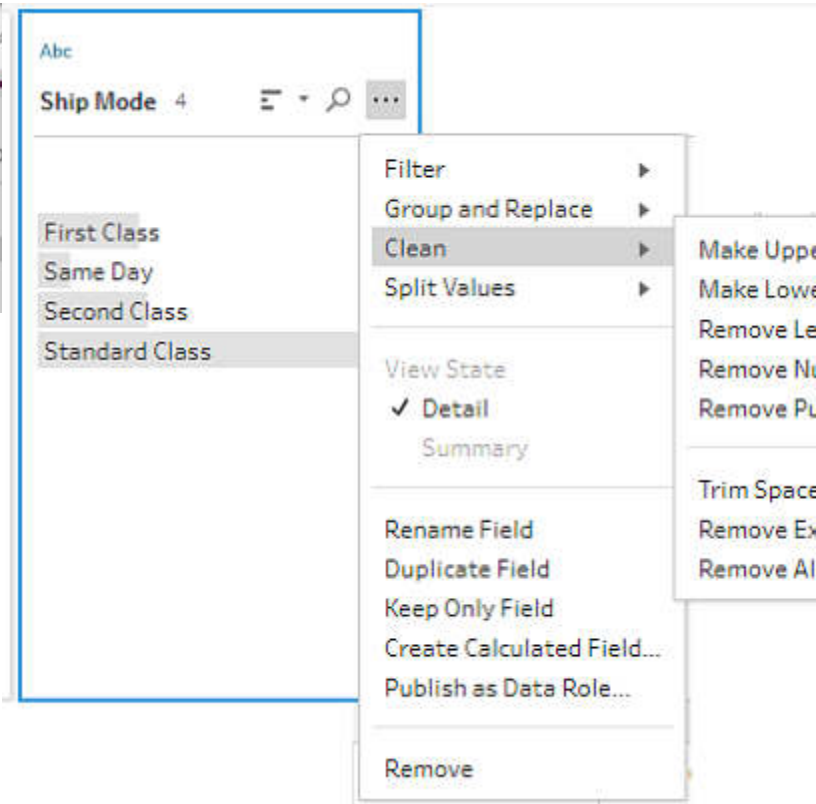 Abc
Ship Mode 4
First Class
Same Day
Second Class
Standard Class
Filter
Group and Replace
Clean
Split Values
View State
Detail
Summary
Rename Field
Duplicate Field
Keep Only Field
Create Calculated Field...
Publish as Data Role...
Remove
Make Uppe
Make Lowe
Remove Le
Remove Nu
Remove Pu
Trim Space
Remove Ex
Remove Al